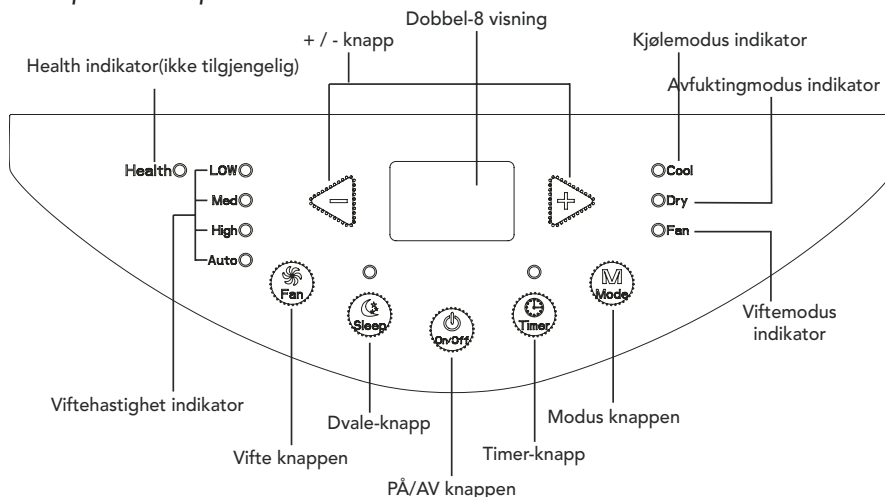 Dobbel-8 visning
+ / - knapp
Kjølemodus indikator
Health indikator(ikke tilgjengelig)
Avfuktingmodus indikator
Health
LOW
Med
High
Auto
−
+
Cool
Dry
Fan
Fan
Sleep
On/Off
Timer
M
Mode
Viftemodus
indikator
Viftehastighet indikator
Dvale-knapp
Modus knappen
Vifte knappen
Timer-knapp
PÅ/AV knappen